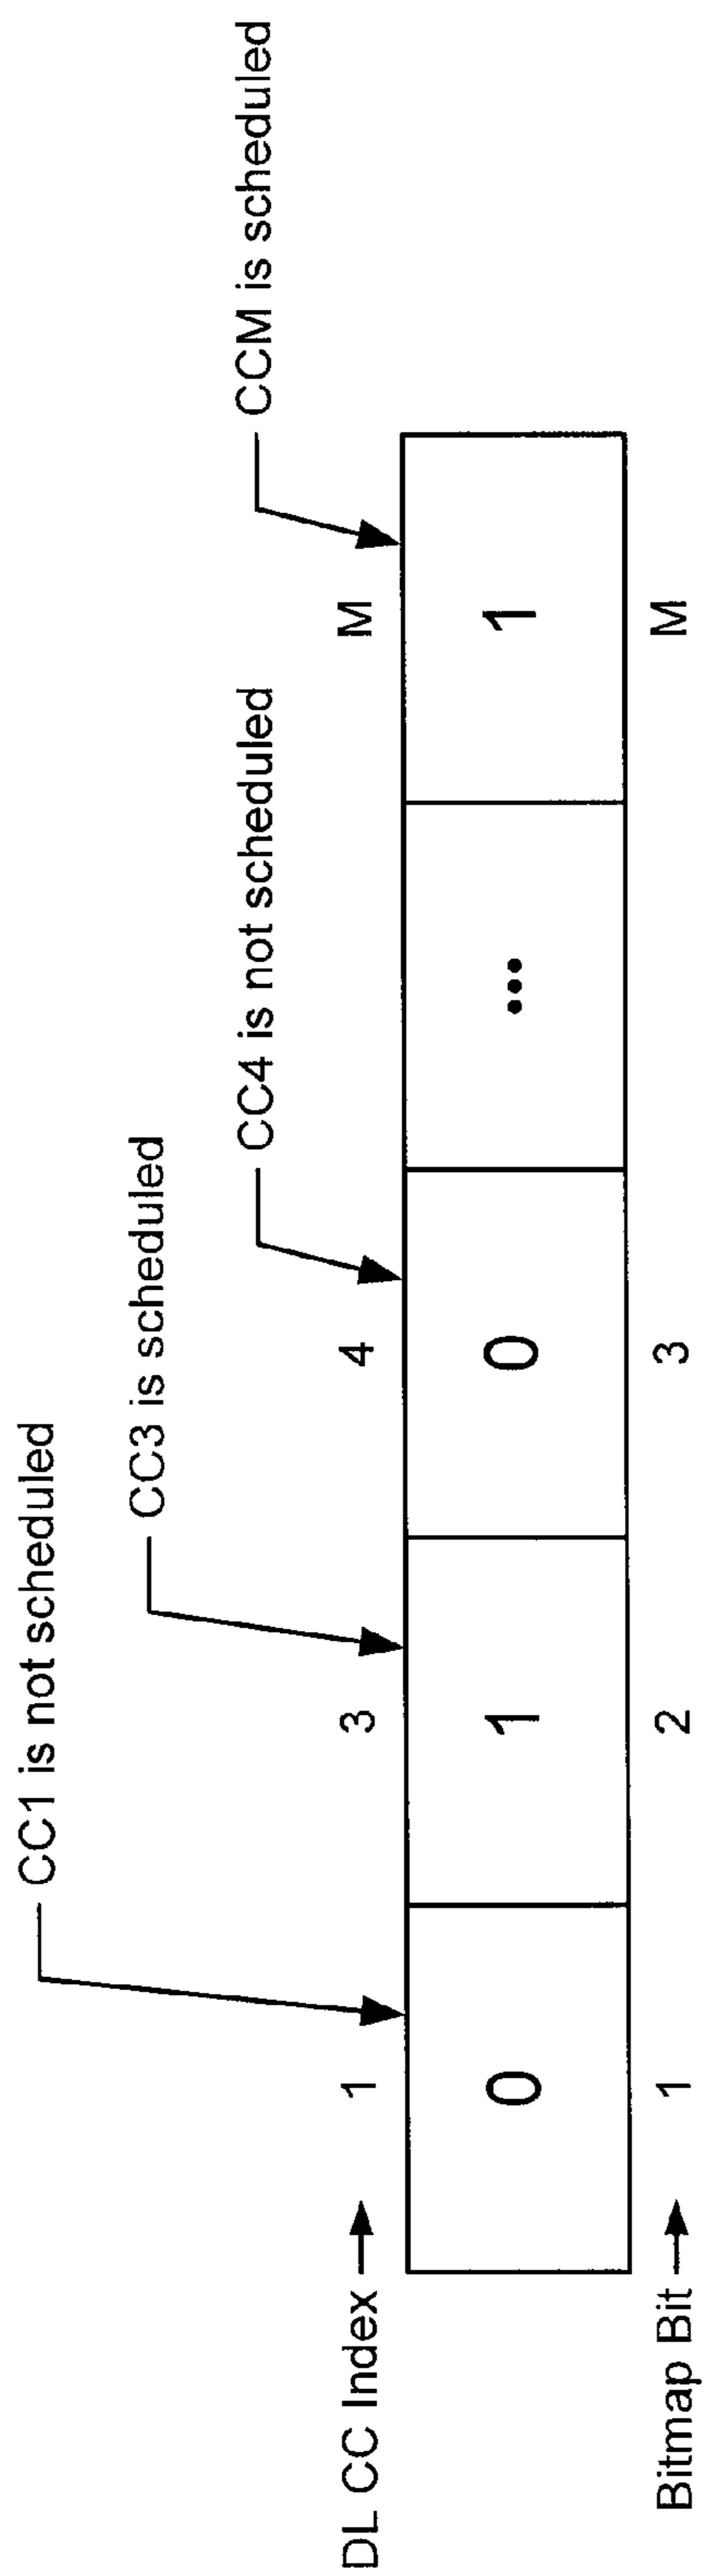 CC1 is not scheduled
CC3 is scheduled
CC4 is not scheduled
CCM is scheduled
DL CC Index 1 3 4 M
0 1 0 ... 1
Bitmap Bit 1 2 3 M